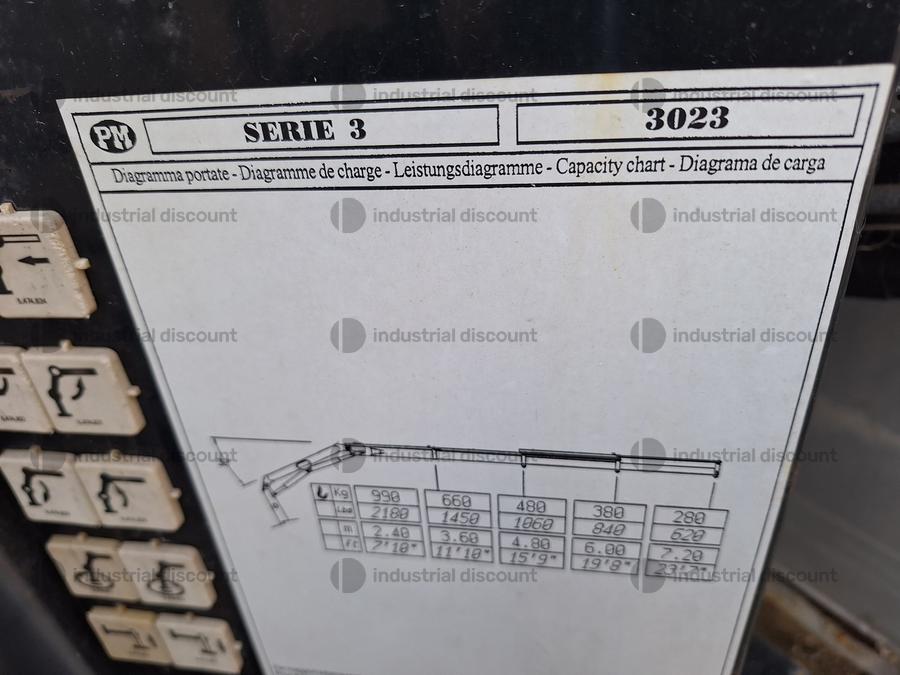 PM
SERIE 3
3023
Diagramma portate - Diagramme de charge - Leistungsdiagramme - Capacity chart - Diagrama de carga
Kg 990 660 480 380 280
Lbs 2180 1450 1060 840 620
m 2.40 3.60 4.80 6.00 7.20
ft 7'10" 11'10" 15'9" 19'8" 23'7"
industrial discount industrial discount industrial discount
industrial discount industrial discount industrial discount
industrial discount industrial discount industrial discount
industrial discount industrial discount industrial discount
industrial discount industrial discount industrial discount